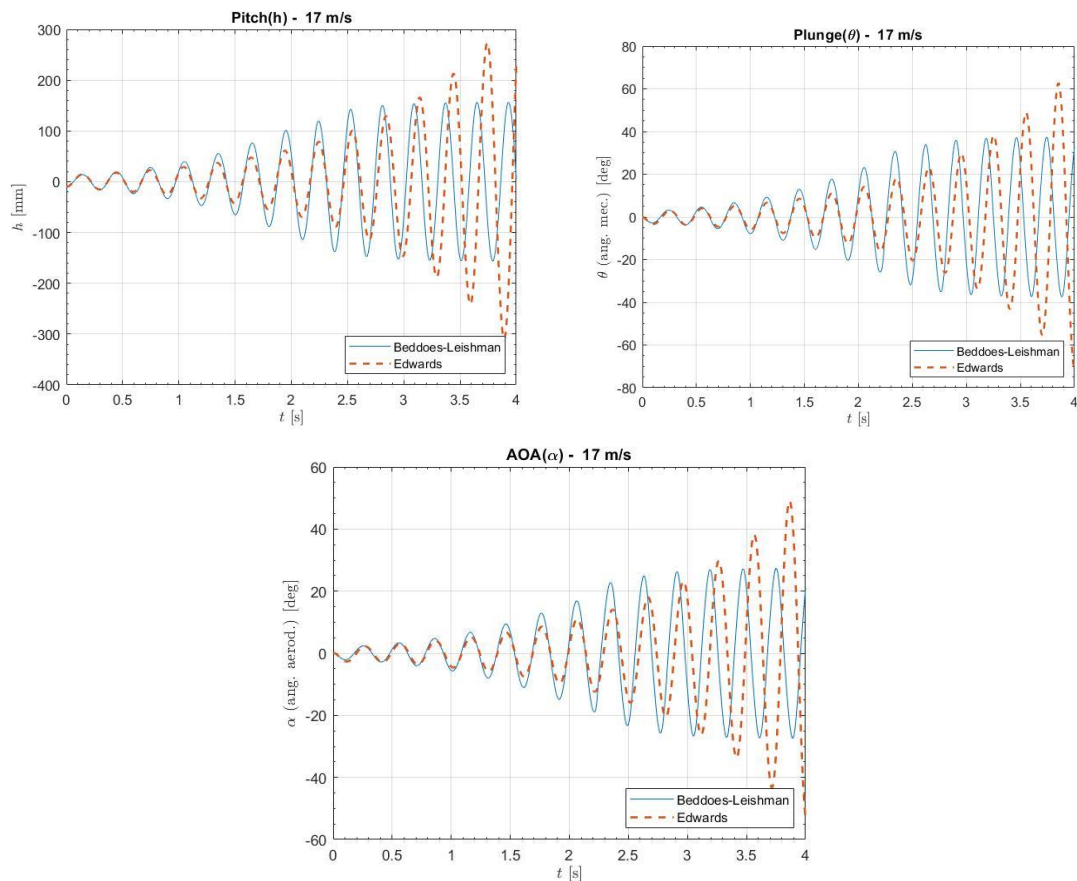 Pitch(h) - 17 m/s
400
300
200
100
0
-100
-200
-300
-400
h [mm]
0 0.5 1 1.5 2 2.5 3 3.5 4
t [s]
Beddoes-Leishman
Edwards
Plunge(θ) - 17 m/s
80
60
40
20
0
-20
-40
-60
-80
θ (ang. mec.) [deg]
0 0.5 1 1.5 2 2.5 3 3.5 4
t [s]
Beddoes-Leishman
Edwards
AOA(α) - 17 m/s
60
40
20
0
-20
-40
-60
α (ang. aerod.) [deg]
0 0.5 1 1.5 2 2.5 3 3.5 4
t [s]
Beddoes-Leishman
Edwards